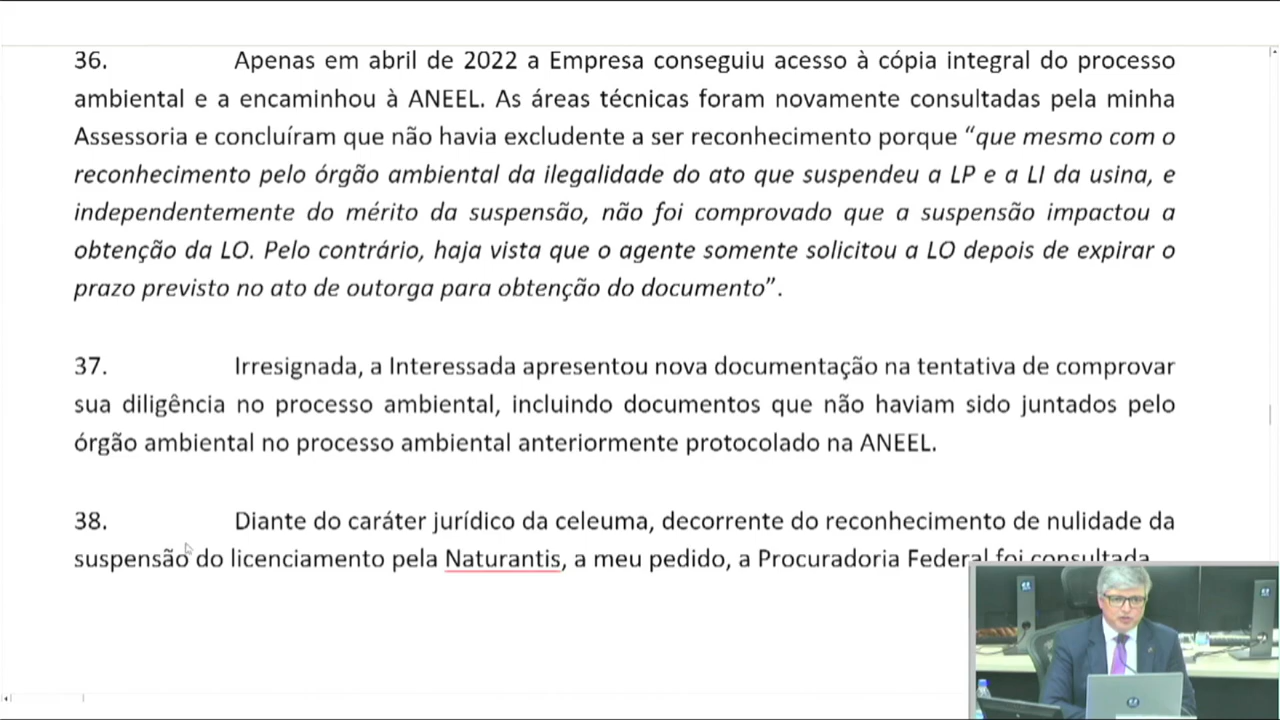 36. Apenas em abril de 2022 a Empresa conseguiu acesso à cópia integral do processo
ambiental e a encaminhou à ANEEL. As áreas técnicas foram novamente consultadas pela minha
Assessoria e concluíram que não havia excludente a ser reconhecimento porque “que mesmo com o
reconhecimento pelo órgão ambiental da ilegalidade do ato que suspendeu a LP e a LI da usina, e
independentemente do mérito da suspensão, não foi comprovado que a suspensão impactou a
obtenção da LO. Pelo contrário, haja vista que o agente somente solicitou a LO depois de expirar o
prazo previsto no ato de outorga para obtenção do documento”.
37. Irresignada, a Interessada apresentou nova documentação na tentativa de comprovar
sua diligência no processo ambiental, incluindo documentos que não haviam sido juntados pelo
órgão ambiental no processo ambiental anteriormente protocolado na ANEEL.
38. Diante do caráter jurídico da celeuma, decorrente do reconhecimento de nulidade da
suspensão do licenciamento pela Naturantis, a meu pedido, a Procuradoria Federal foi consultada